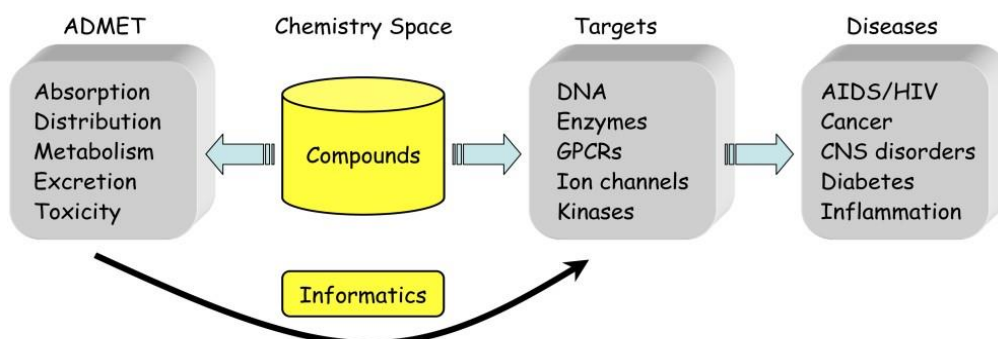 ADMET
Chemistry Space
Targets
Diseases
Absorption
Distribution
Metabolism
Excretion
Toxicity
Compounds
DNA
Enzymes
GPCRs
Ion channels
Kinases
AIDS/HIV
Cancer
CNS disorders
Diabetes
Inflammation
Informatics